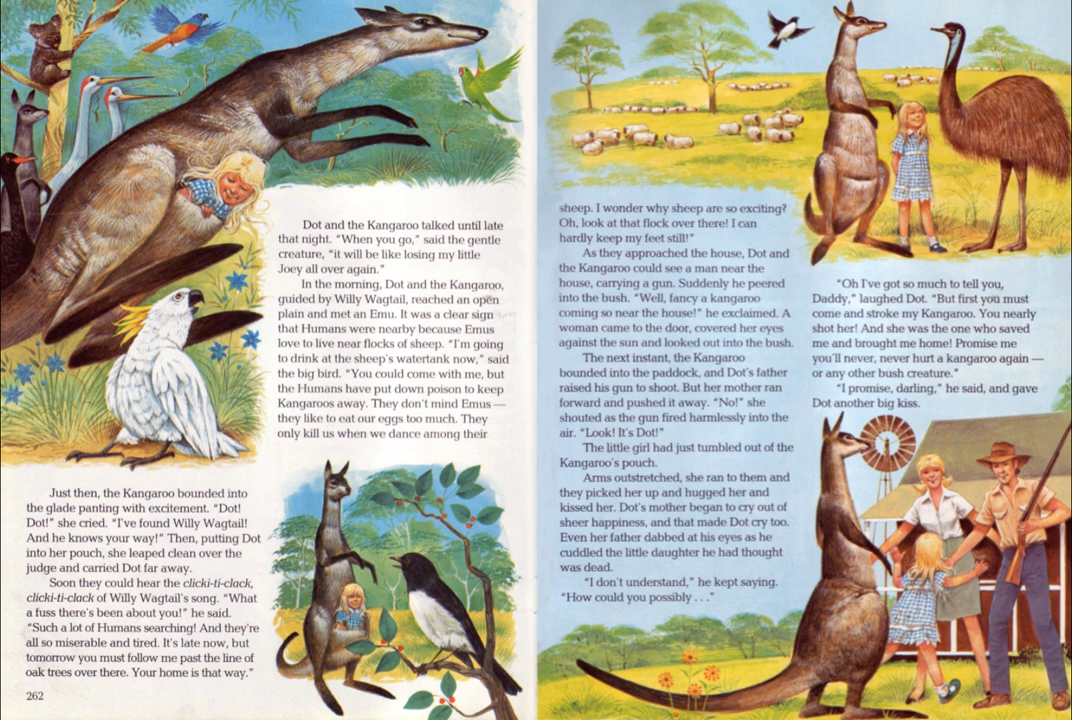 Just then, the Kangaroo bounded into
the glade panting with excitement. "Dot!
Dot!" she cried. "I've found Willy Wagtail!
And he knows your way!" Then, putting Dot
into her pouch, she leaped clean over the
judge and carried Dot far away.
Soon they could hear the clicki-ti-clack,
clicki-ti-clack of Willy Wagtail's song. "What
a fuss there's been about you!" he said.
"Such a lot of Humans searching! And they're
all so miserable and tired. It's late now, but
tomorrow you must follow me past the line of
oak trees over there. Your home is that way."
262
Dot and the Kangaroo talked until late
that night. "When you go," said the gentle
creature, "it will be like losing my little
Joey all over again."
In the morning, Dot and the Kangaroo,
guided by Willy Wagtail, reached an open
plain and met an Emu. It was a clear sign
that Humans were nearby because Emus
love to live near flocks of sheep. "I'm going
to drink at the sheep's watertank now," said
the big bird. "You could come with me, but
the Humans have put down poison to keep
Kangaroos away. They don't mind Emus —
they like to eat our eggs too much. They
only kill us when we dance among their
sheep. I wonder why sheep are so exciting?
Oh, look at that flock over there! I can
hardly keep my feet still!"
As they approached the house, Dot and
the Kangaroo could see a man near the
house, carrying a gun. Suddenly he peered
into the bush. "Well, fancy a kangaroo
coming so near the house!" he exclaimed. A
woman came to the door, covered her eyes
against the sun and looked out into the bush.
The next instant, the Kangaroo
bounded into the paddock, and Dot's father
raised his gun to shoot. But her mother ran
forward and pushed it away. "No!" she
shouted as the gun fired harmlessly into the
air. "Look! It's Dot!"
The little girl had just tumbled out of the
Kangaroo's pouch.
Arms outstretched, she ran to them and
they picked her up and hugged her and
kissed her. Dot's mother began to cry out of
sheer happiness, and that made Dot cry too.
Even her father dabbed at his eyes as he
cuddled the little daughter he had thought
was dead.
"I don't understand," he kept saying.
"How could you possibly . . ."
"Oh I've got so much to tell you,
Daddy," laughed Dot. "But first you must
come and stroke my Kangaroo. You nearly
shot her! And she was the one who saved
me and brought me home! Promise me
you'll never, never hurt a kangaroo again —
or any other bush creature."
"I promise, darling," he said, and gave
Dot another big kiss.